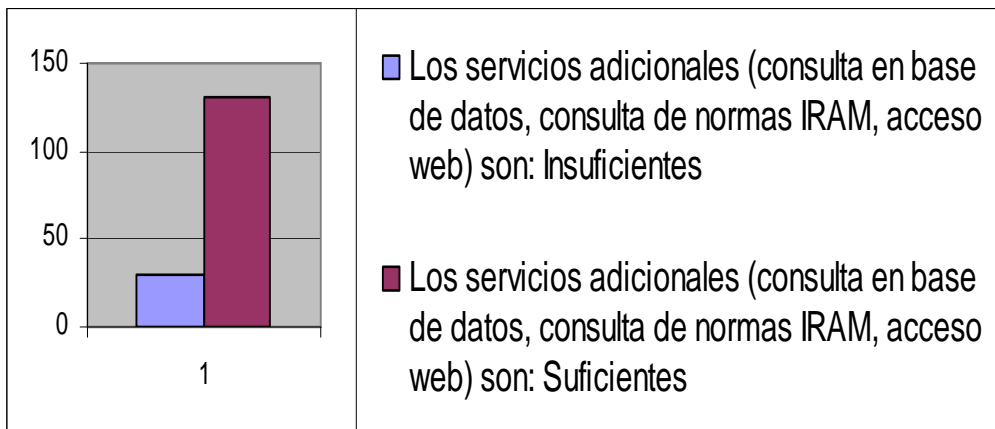 150
100
50
0
1
Los servicios adicionales (consulta en base
de datos, consulta de normas IRAM, acceso
web) son: Insuficientes
Los servicios adicionales (consulta en base
de datos, consulta de normas IRAM, acceso
web) son: Suficientes